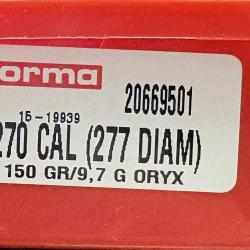 orma
20669501
15-19939
270 CAL (277 DIAM)
150 GR/9,7 G ORYX